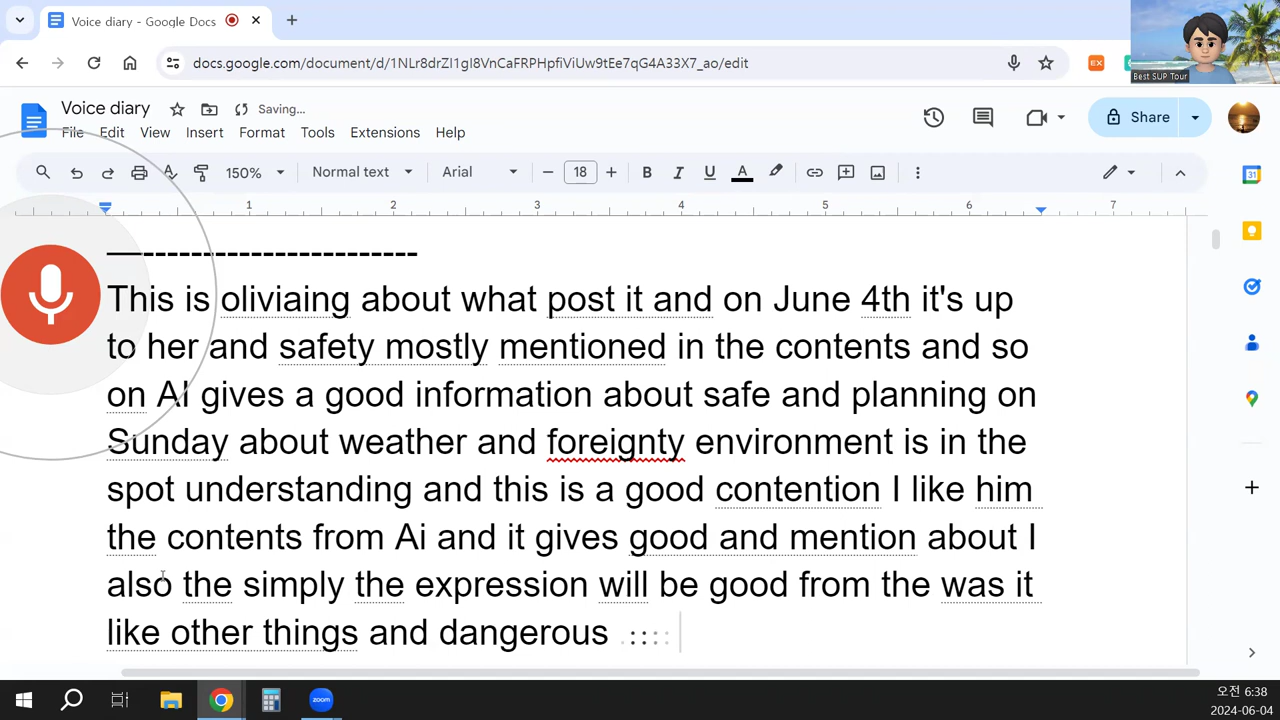 Voice diary - Google Docs
docs.google.com/document/d/1NLr8drZI1gI8VnCaFRPHpfiViUw9tEe7qG4A33X7_ao/edit
EX
Best SUP Tour
Voice diary
Saving...
File Edit View Insert Format Tools Extensions Help
Share
150% Normal text Arial 18 B I U A
1 2 3 4 5 6 7
31
—-----------------------
This is oliviaing about what post it and on June 4th it's up
to her and safety mostly mentioned in the contents and so
on AI gives a good information about safe and planning on
Sunday about weather and foreignty environment is in the
spot understanding and this is a good contention I like him
the contents from Ai and it gives good and mention about I
also the simply the expression will be good from the was it
like other things and dangerous
zoom
오전 6:38
2024-06-04